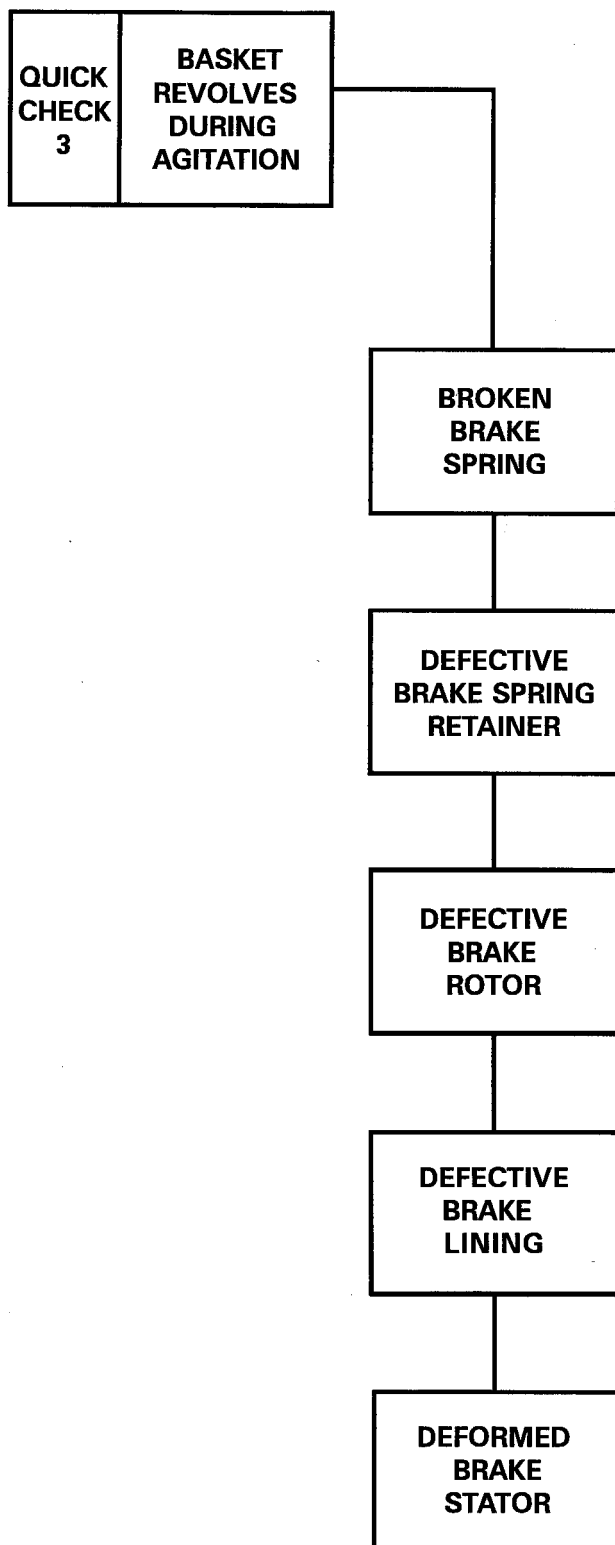 QUICK
CHECK
3
BASKET
REVOLVES
DURING
AGITATION
BROKEN
BRAKE
SPRING
DEFECTIVE
BRAKE SPRING
RETAINER
DEFECTIVE
BRAKE
ROTOR
DEFECTIVE
BRAKE
LINING
DEFORMED
BRAKE
STATOR